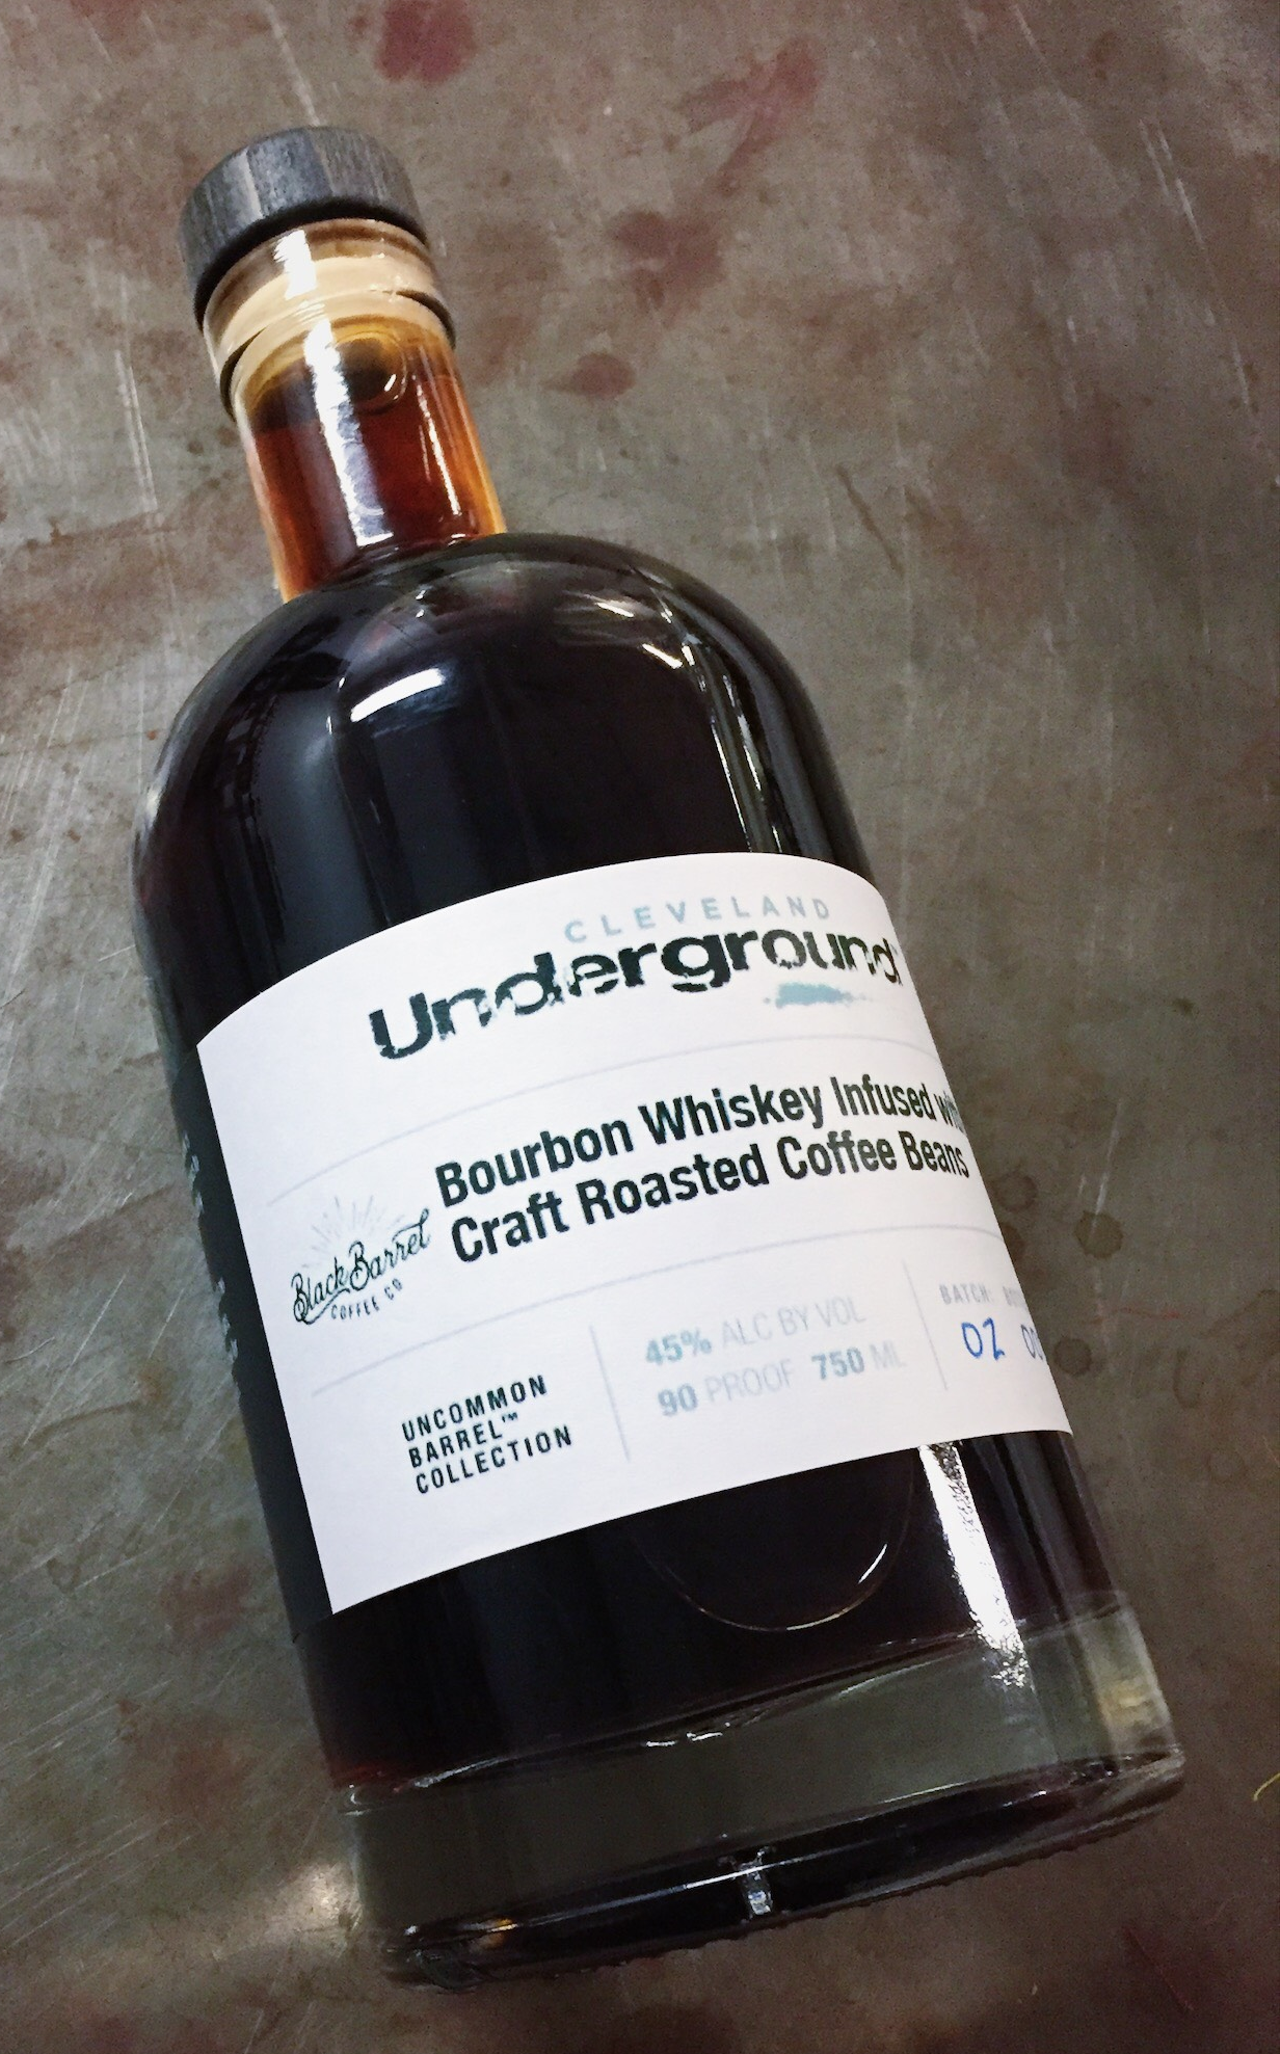 CLEVELAND
Underground
Bourbon Whiskey Infused with
Craft Roasted Coffee Beans
Black Barrel
COFFEE CO
UNCOMMON
BARREL™
COLLECTION
45% ALC BY VOL
90 PROOF 750 ML
BATCH:
02